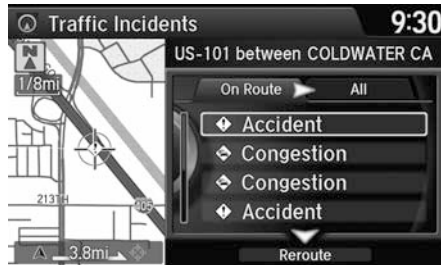 Traffic Incidents
9:30
US-101 between COLDWATER CA
N
1/8mi
On Route
All
Accident
Congestion
Congestion
Accident
213TH
405
3.8mi
Reroute